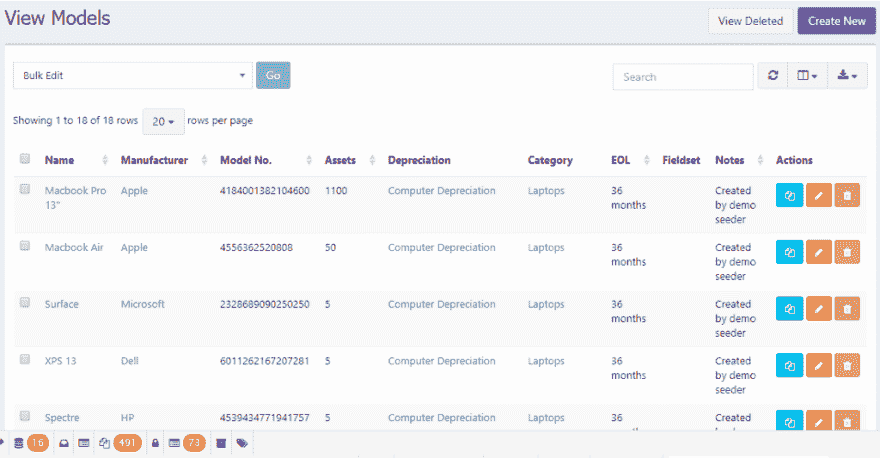 View Models
View Deleted
Create New
Bulk Edit
Go
Search
Showing 1 to 18 of 18 rows 20 rows per page
Name Manufacturer Model No. Assets Depreciation Category EOL Fieldset Notes Actions
Macbook Pro 13" Apple 4184001382104600 1100 Computer Depreciation Laptops 36 months Created by demo seeder
Macbook Air Apple 4556362520808 50 Computer Depreciation Laptops 36 months Created by demo seeder
Surface Microsoft 2328689090250250 5 Computer Depreciation Laptops 36 months Created by demo seeder
XPS 13 Dell 6011262167207281 5 Computer Depreciation Laptops 36 months Created by demo seeder
Spectre HP 4539434771941757 5 Computer Depreciation Laptops 36 Created
16 491 73